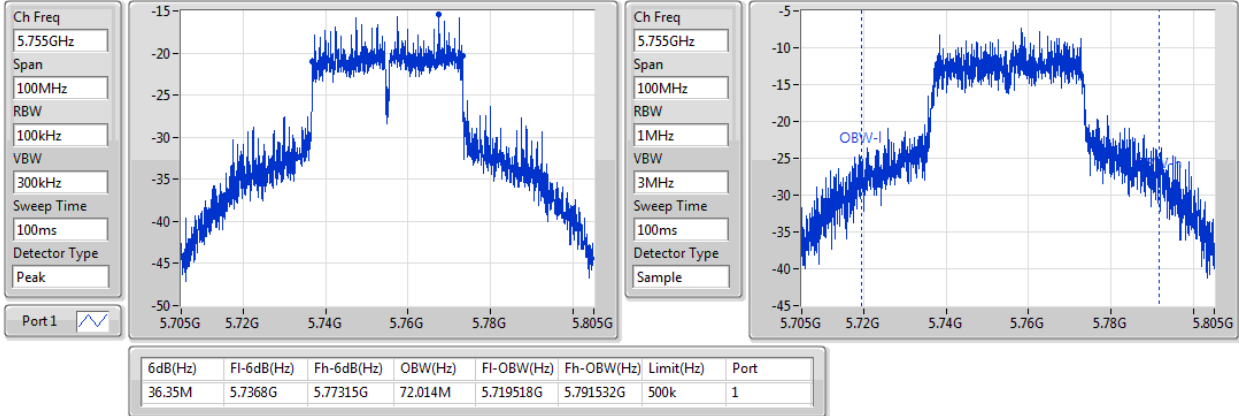 Ch Freq
5.755GHz
Span
100MHz
RBW
100kHz
VBW
300kHz
Sweep Time
100ms
Detector Type
Peak
Port 1
-15
-20
-25
-30
-35
-40
-45
-50
5.705G 5.72G 5.74G 5.76G 5.78G 5.805G
Ch Freq
5.755GHz
Span
100MHz
RBW
1MHz
VBW
3MHz
Sweep Time
100ms
Detector Type
Sample
-5
-10
-15
-20
-25
-30
-35
-40
-45
OBW-l
5.705G 5.72G 5.74G 5.76G 5.78G 5.805G
6dB(Hz) Fl-6dB(Hz) Fh-6dB(Hz) OBW(Hz) Fl-OBW(Hz) Fh-OBW(Hz) Limit(Hz) Port
36.35M 5.7368G 5.77315G 72.014M 5.719518G 5.791532G 500k 1